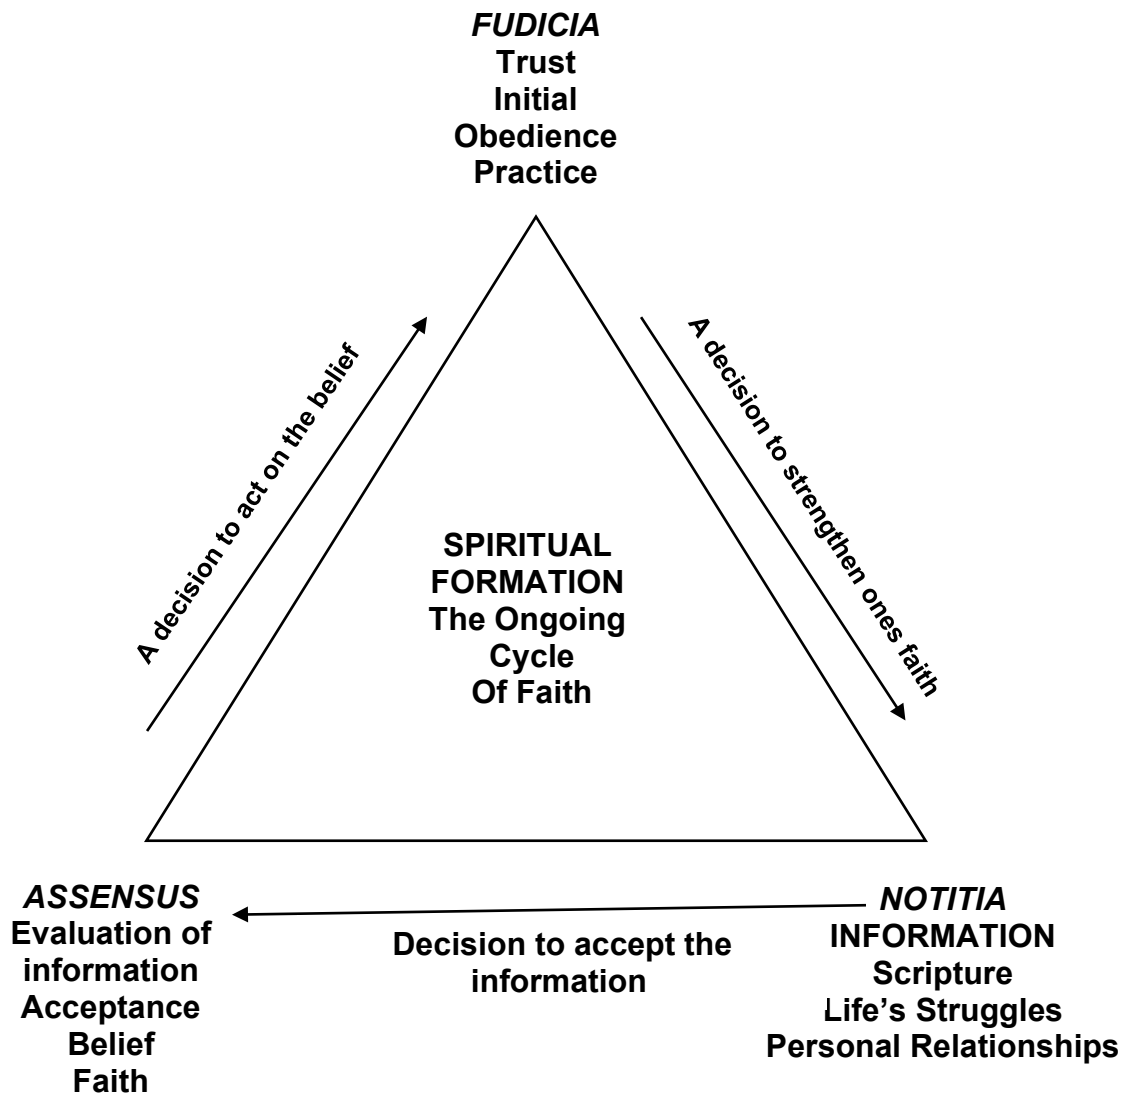 FUDICIA
Trust
Initial
Obedience
Practice
A decision to act on the belief
A decision to strengthen ones faith
SPIRITUAL
FORMATION
The Ongoing
Cycle
Of Faith
ASSENSUS
Evaluation of
information
Acceptance
Belief
Faith
Decision to accept the
information
NOTITIA
INFORMATION
Scripture
Life’s Struggles
Personal Relationships